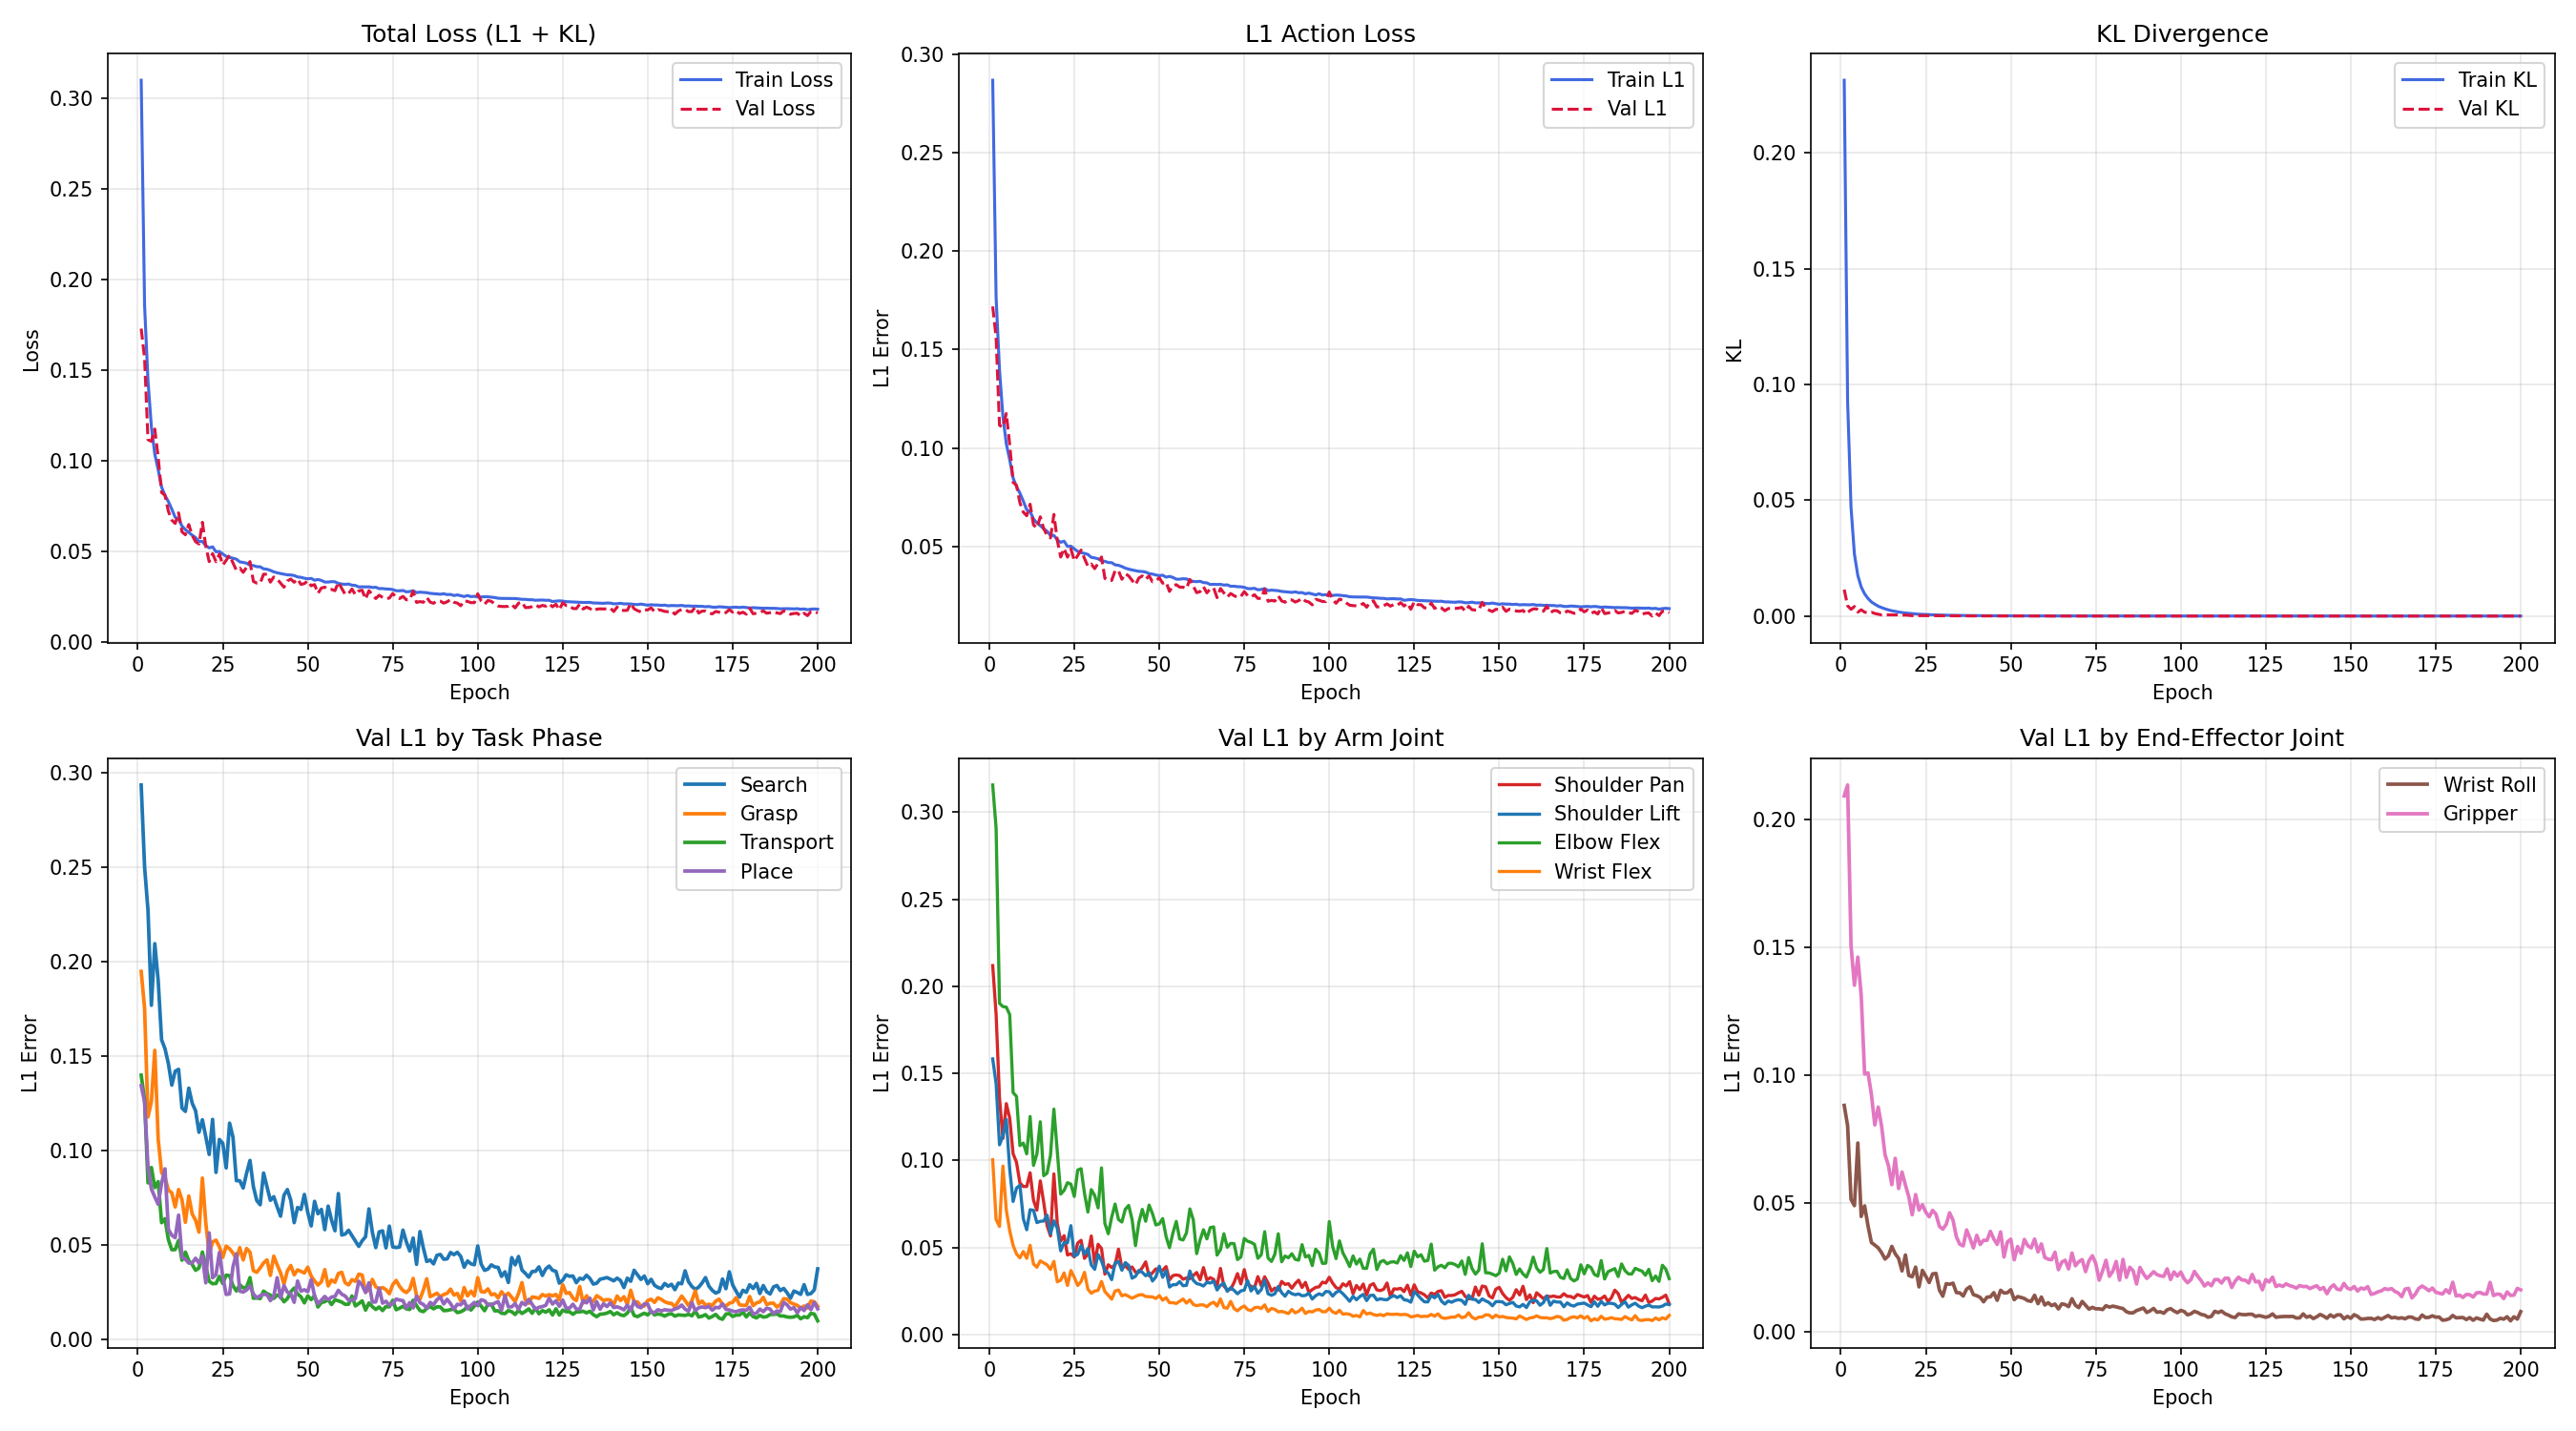 Total Loss (L1 + KL)
Loss
0.30
0.25
0.20
0.15
0.10
0.05
0.00
0 25 50 75 100 125 150 175 200
Epoch
Train Loss
Val Loss
L1 Action Loss
L1 Error
0.30
0.25
0.20
0.15
0.10
0.05
0 25 50 75 100 125 150 175 200
Epoch
Train L1
Val L1
KL Divergence
KL
0.20
0.15
0.10
0.05
0.00
0 25 50 75 100 125 150 175 200
Epoch
Train KL
Val KL
Val L1 by Task Phase
L1 Error
0.30
0.25
0.20
0.15
0.10
0.05
0.00
0 25 50 75 100 125 150 175 200
Epoch
Search
Grasp
Transport
Place
Val L1 by Arm Joint
L1 Error
0.30
0.25
0.20
0.15
0.10
0.05
0.00
0 25 50 75 100 125 150 175 200
Epoch
Shoulder Pan
Shoulder Lift
Elbow Flex
Wrist Flex
Val L1 by End-Effector Joint
L1 Error
0.20
0.15
0.10
0.05
0.00
0 25 50 75 100 125 150 175 200
Epoch
Wrist Roll
Gripper